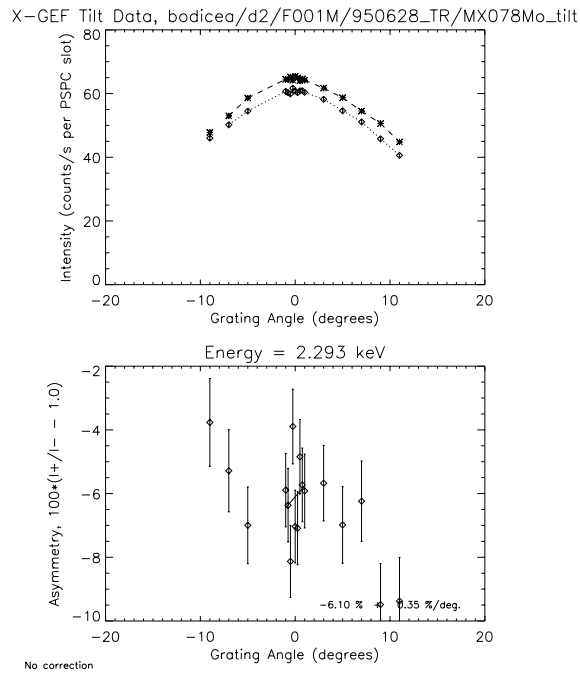 X-GEF Tilt Data, bodicea/d2/F001M/950628_TR/MX078Mo_tilt
80
60
40
20
0
Intensity (counts/s per PSPC slot)
-20 -10 0 10 20
Grating Angle (degrees)
Energy = 2.293 keV
-2
-4
-6
-8
-10
Asymmetry, 100*(I+/I- - 1.0)
-6.10 % + 0.35 %/deg.
-20 -10 0 10 20
Grating Angle (degrees)
No correction